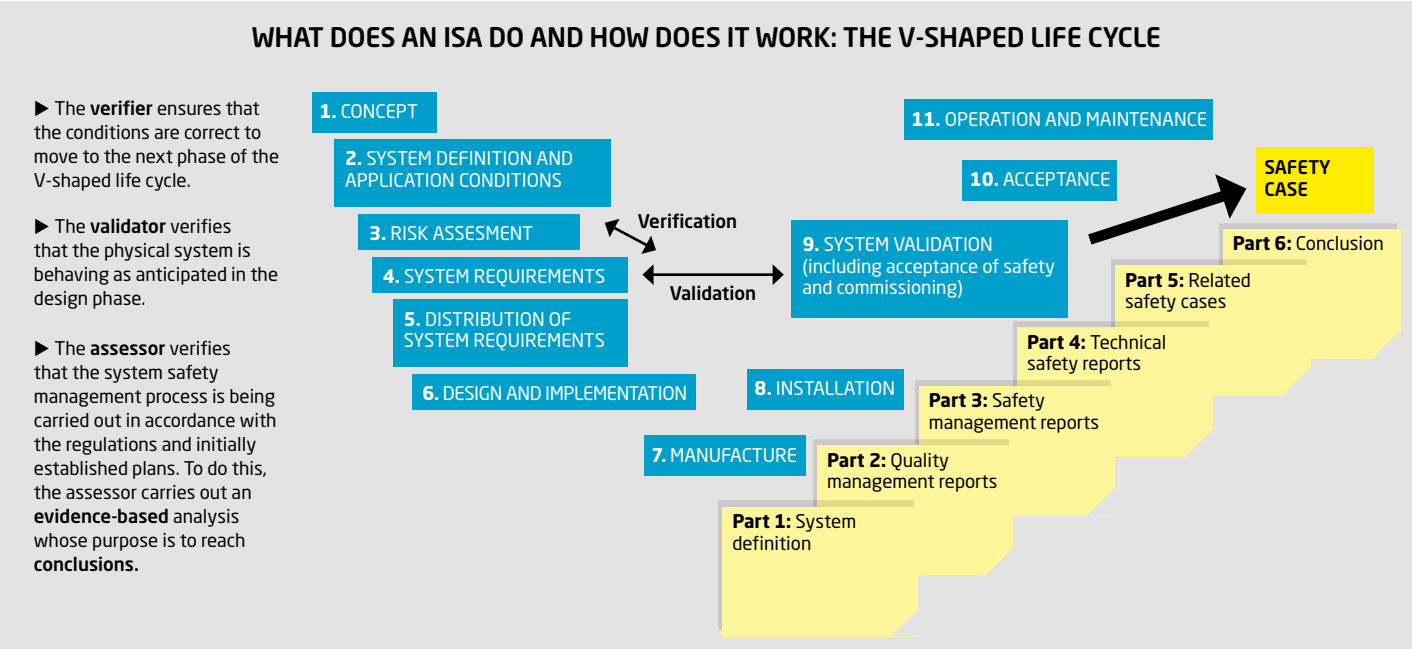 WHAT DOES AN ISA DO AND HOW DOES IT WORK: THE V-SHAPED LIFE CYCLE
▶ The verifier ensures that
the conditions are correct to
move to the next phase of the
V-shaped life cycle.
▶ The validator verifies
that the physical system is
behaving as anticipated in the
design phase.
▶ The assessor verifies
that the system safety
management process is being
carried out in accordance with
the regulations and initially
established plans. To do this,
the assessor carries out an
evidence-based analysis
whose purpose is to reach
conclusions.
1. CONCEPT
2. SYSTEM DEFINITION AND
APPLICATION CONDITIONS
3. RISK ASSESMENT
4. SYSTEM REQUIREMENTS
5. DISTRIBUTION OF
SYSTEM REQUIREMENTS
6. DESIGN AND IMPLEMENTATION
Verification
Validation
7. MANUFACTURE
8. INSTALLATION
9. SYSTEM VALIDATION
(including acceptance of safety
and commissioning)
10. ACCEPTANCE
11. OPERATION AND MAINTENANCE
SAFETY
CASE
Part 1: System
definition
Part 2: Quality
management reports
Part 3: Safety
management reports
Part 4: Technical
safety reports
Part 5: Related
safety cases
Part 6: Conclusion